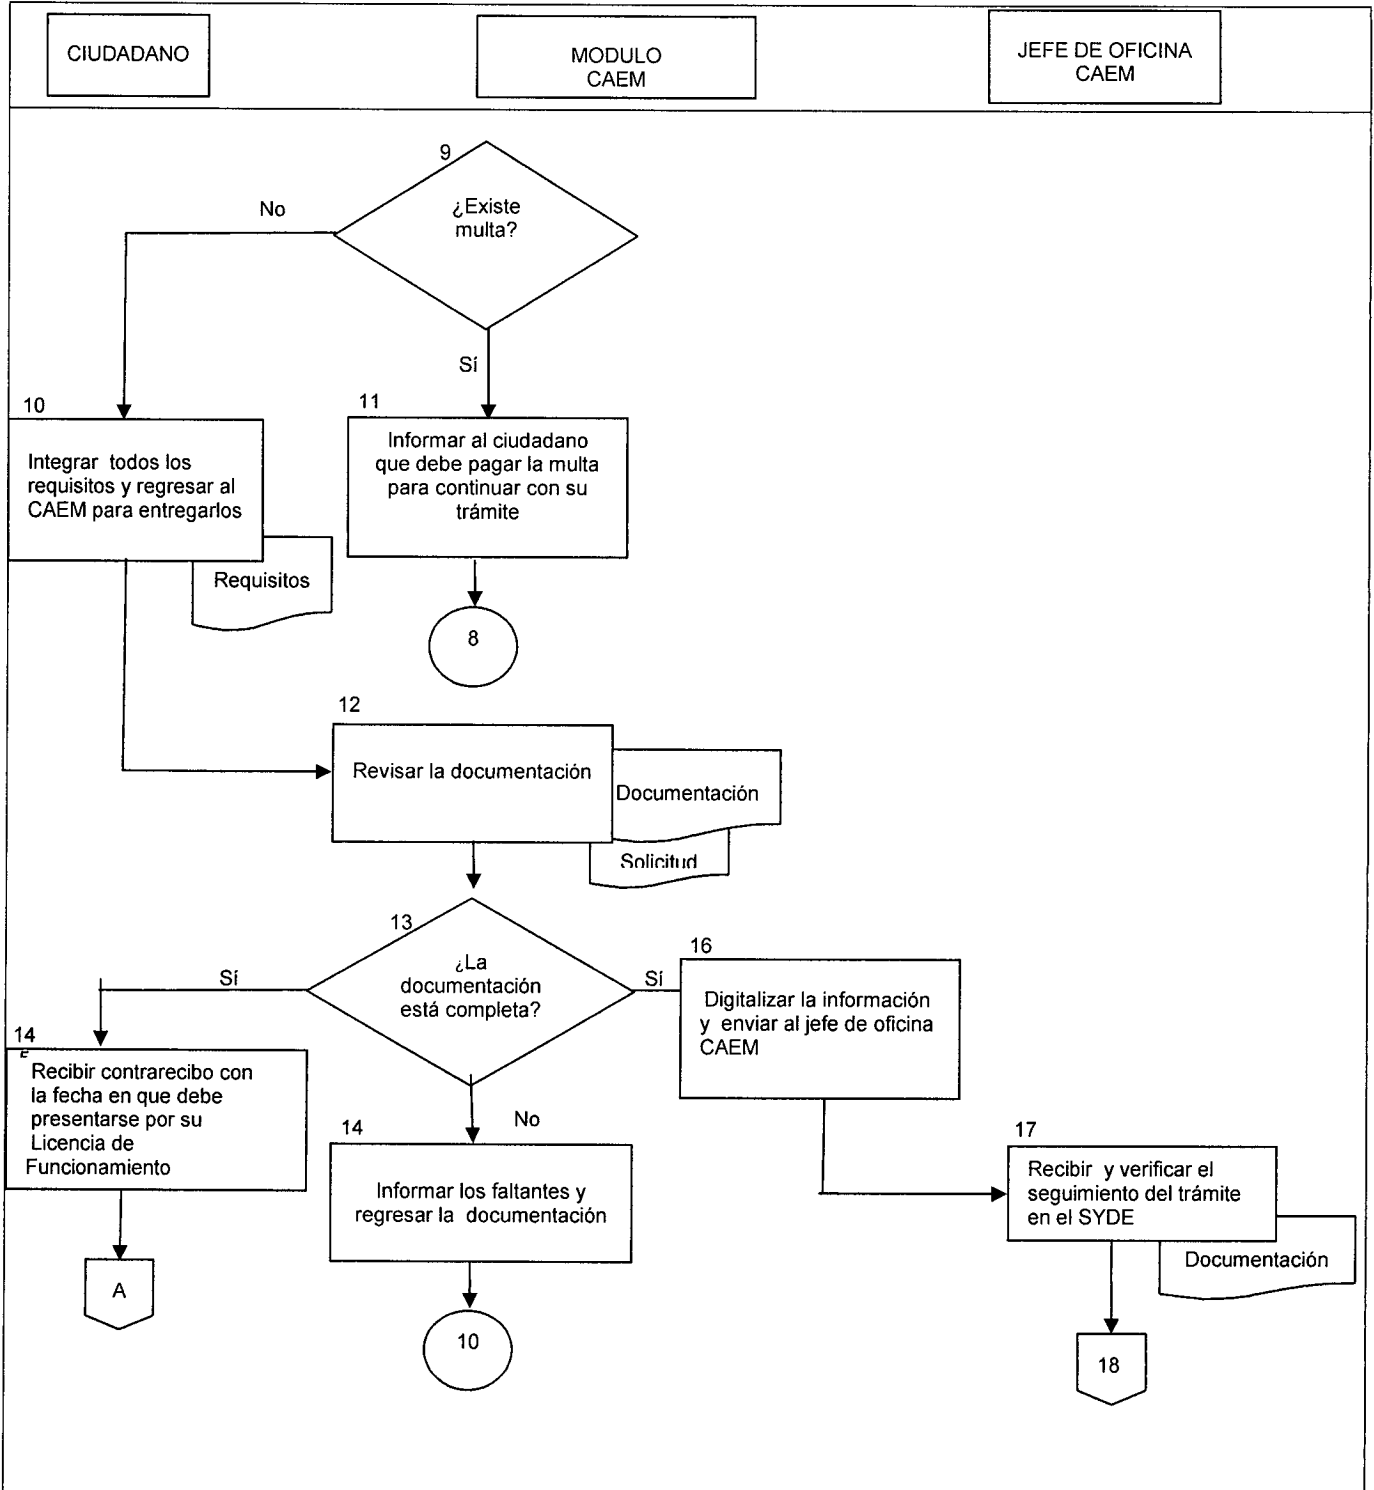 CIUDADANO
MODULO
CAEM
JEFE DE OFICINA
CAEM
9
¿Existe
multa?
No
Sí
10
Integrar todos los
requisitos y regresar al
CAEM para entregarlos
Requisitos
11
Informar al ciudadano
que debe pagar la multa
para continuar con su
trámite
8
12
Revisar la documentación
Documentación
Solicitud
13
¿La
documentación
está completa?
Sí
Sí
16
Digitalizar la información
y enviar al jefe de oficina
CAEM
14
Recibir contrarecibo con
la fecha en que debe
presentarse por su
Licencia de
Funcionamiento
A
No
14
Informar los faltantes y
regresar la documentación
10
17
Recibir y verificar el
seguimiento del trámite
en el SYDE
Documentación
18